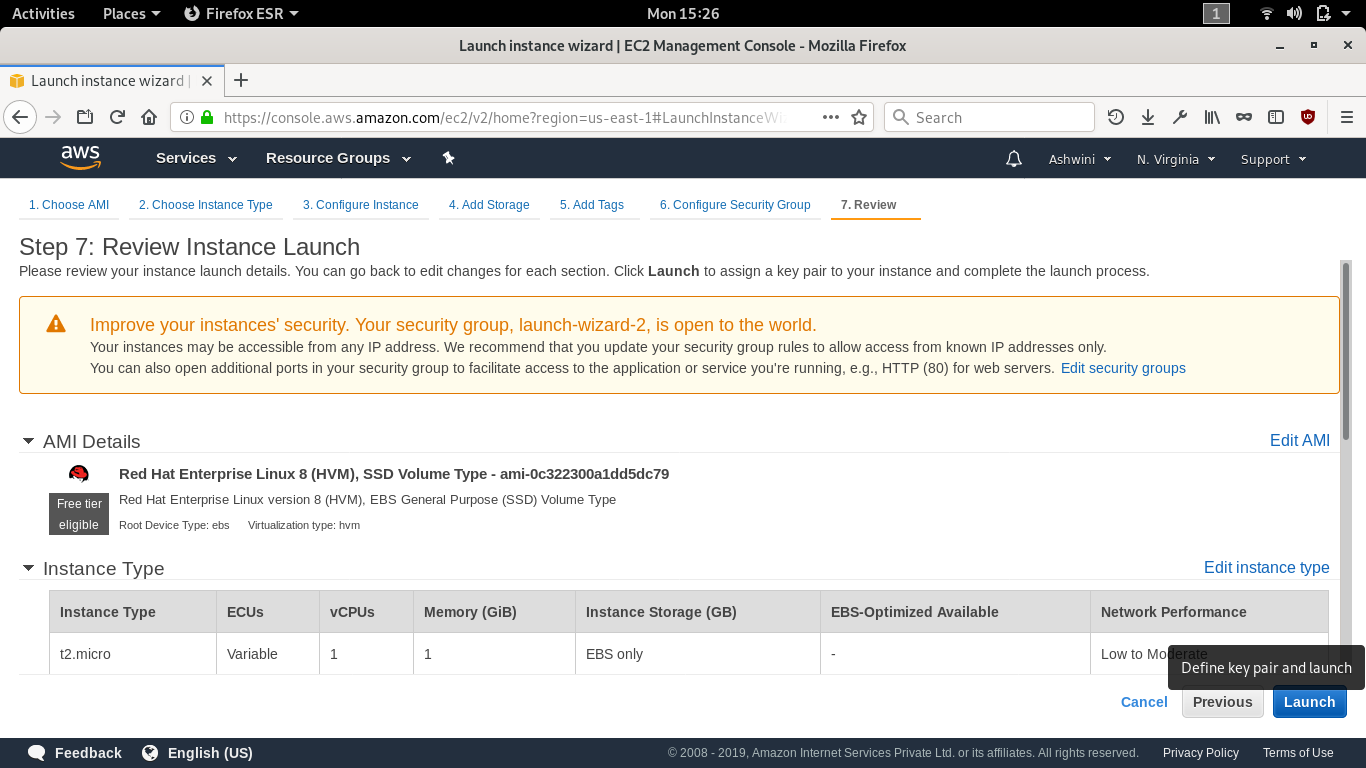 Activities Places Firefox ESR Mon 15:26 1
Launch instance wizard | EC2 Management Console - Mozilla Firefox
Launch instance wizard |
https://console.aws.amazon.com/ec2/v2/home?region=us-east-1#LaunchInstanceWi Search
aws Services Resource Groups Ashwini N. Virginia Support
1. Choose AMI 2. Choose Instance Type 3. Configure Instance 4. Add Storage 5. Add Tags 6. Configure Security Group 7. Review
Step 7: Review Instance Launch
Please review your instance launch details. You can go back to edit changes for each section. Click Launch to assign a key pair to your instance and complete the launch process.
Improve your instances' security. Your security group, launch-wizard-2, is open to the world.
Your instances may be accessible from any IP address. We recommend that you update your security group rules to allow access from known IP addresses only.
You can also open additional ports in your security group to facilitate access to the application or service you're running, e.g., HTTP (80) for web servers. Edit security groups
AMI Details Edit AMI
Red Hat Enterprise Linux 8 (HVM), SSD Volume Type - ami-0c322300a1dd5dc79
Free tier
eligible
Red Hat Enterprise Linux version 8 (HVM), EBS General Purpose (SSD) Volume Type
Root Device Type: ebs Virtualization type: hvm
Instance Type Edit instance type
Instance Type ECUs vCPUs Memory (GiB) Instance Storage (GB) EBS-Optimized Available Network Performance
t2.micro Variable 1 1 EBS only - Low to Moderate
Define key pair and launch
Cancel Previous Launch
Feedback English (US) © 2008 - 2019, Amazon Internet Services Private Ltd. or its affiliates. All rights reserved. Privacy Policy Terms of Use